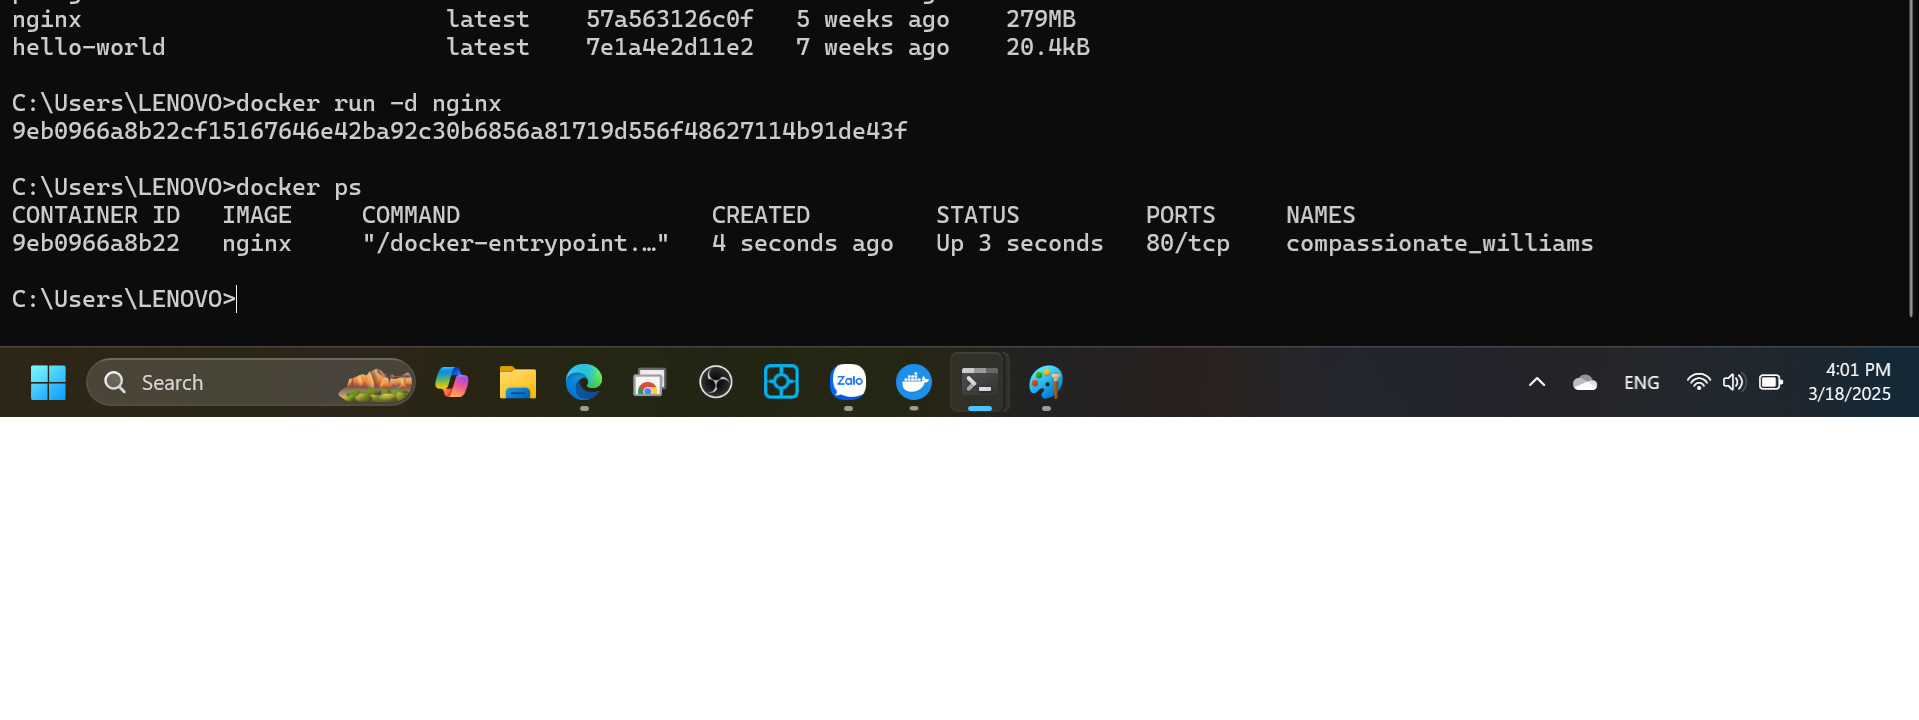 nginx latest 57a563126c0f 5 weeks ago 279MB
hello-world latest 7e1a4e2d11e2 7 weeks ago 20.4kB
C:\Users\LENOVO>docker run -d nginx
9eb0966a8b22cf15167646e42ba92c30b6856a81719d556f48627114b91de43f
C:\Users\LENOVO>docker ps
CONTAINER ID IMAGE COMMAND CREATED STATUS PORTS NAMES
9eb0966a8b22 nginx "/docker-entrypoint.…" 4 seconds ago Up 3 seconds 80/tcp compassionate_williams
C:\Users\LENOVO>
Search
Zalo
ENG
4:01 PM
3/18/2025